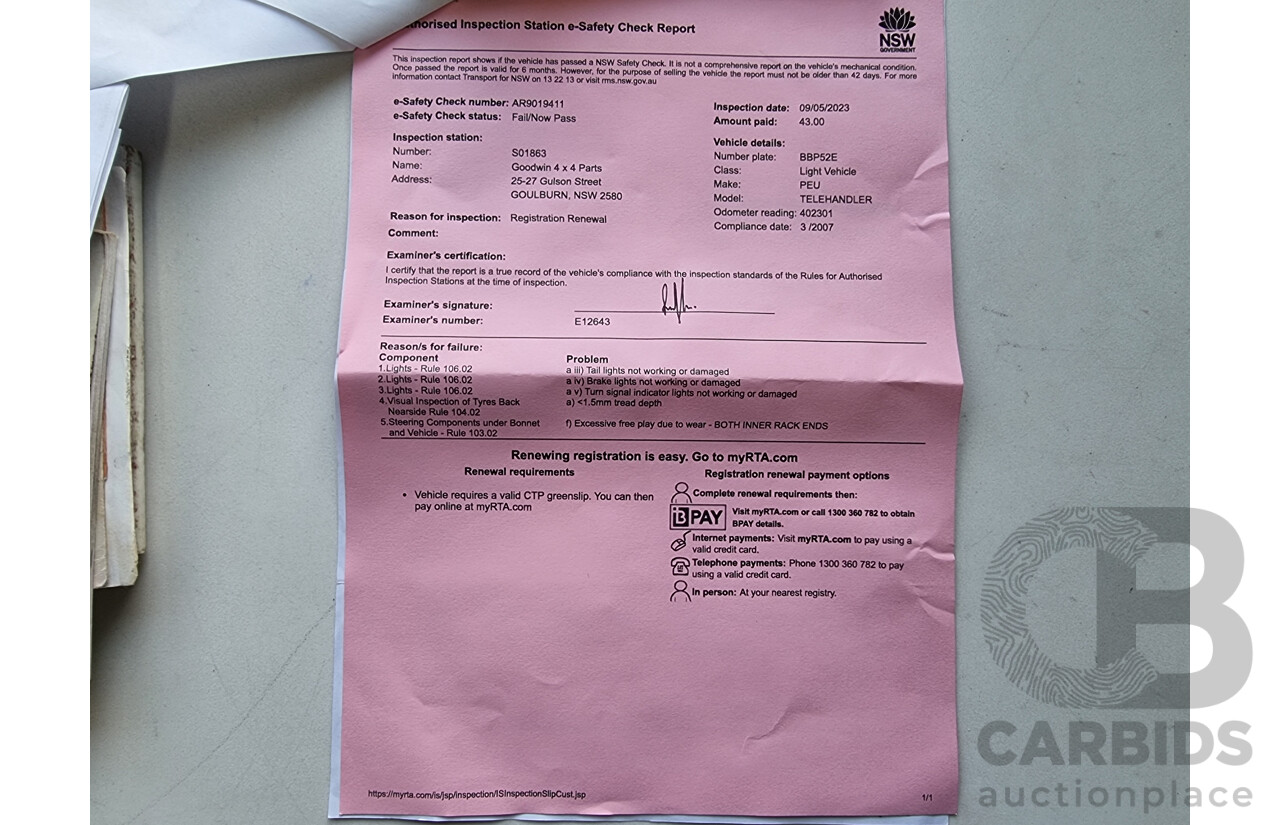 horised Inspection Station e-Safety Check Report
NSW
GOVERNMENT
This inspection report shows if the vehicle has passed a NSW Safety Check. It is not a comprehensive report on the vehicle's mechanical condition.
Once passed the report is valid for 6 months. However, for the purpose of selling the vehicle the report must not be older than 42 days. For more
information contact Transport for NSW on 13 22 13 or visit rms.nsw.gov.au
e-Safety Check number: AR9019411
e-Safety Check status: Fail/Now Pass
Inspection station:
Number: S01863
Name: Goodwin 4 x 4 Parts
Address: 25-27 Gulson Street
GOULBURN, NSW 2580
Reason for inspection: Registration Renewal
Comment:
Inspection date: 09/05/2023
Amount paid: 43.00
Vehicle details:
Number plate: BBP52E
Class: Light Vehicle
Make: PEU
Model: TELEHANDLER
Odometer reading: 402301
Compliance date: 3 /2007
Examiner's certification:
I certify that the report is a true record of the vehicle's compliance with the inspection standards of the Rules for Authorised
Inspection Stations at the time of inspection.
Examiner's signature:
Examiner's number: E12643
Reason/s for failure:
Component Problem
1.Lights - Rule 106.02 a iii) Tail lights not working or damaged
2.Lights - Rule 106.02 a iv) Brake lights not working or damaged
3.Lights - Rule 106.02 a v) Turn signal indicator lights not working or damaged
4.Visual Inspection of Tyres Back a) <1.5mm tread depth
Nearside Rule 104.02
5.Steering Components under Bonnet f) Excessive free play due to wear - BOTH INNER RACK ENDS
and Vehicle - Rule 103.02
Renewing registration is easy. Go to myRTA.com
Renewal requirements
• Vehicle requires a valid CTP greenslip. You can then
pay online at myRTA.com
Registration renewal payment options
Complete renewal requirements then:
B PAY
Visit myRTA.com or call 1300 360 782 to obtain
BPAY details.
Internet payments: Visit myRTA.com to pay using a
valid credit card.
Telephone payments: Phone 1300 360 782 to pay
using a valid credit card.
In person: At your nearest registry.
https://myrta.com/is/jsp/inspection/ISInspectionSlipCust.jsp
1/1
CB
CARBIDS
auctionplace